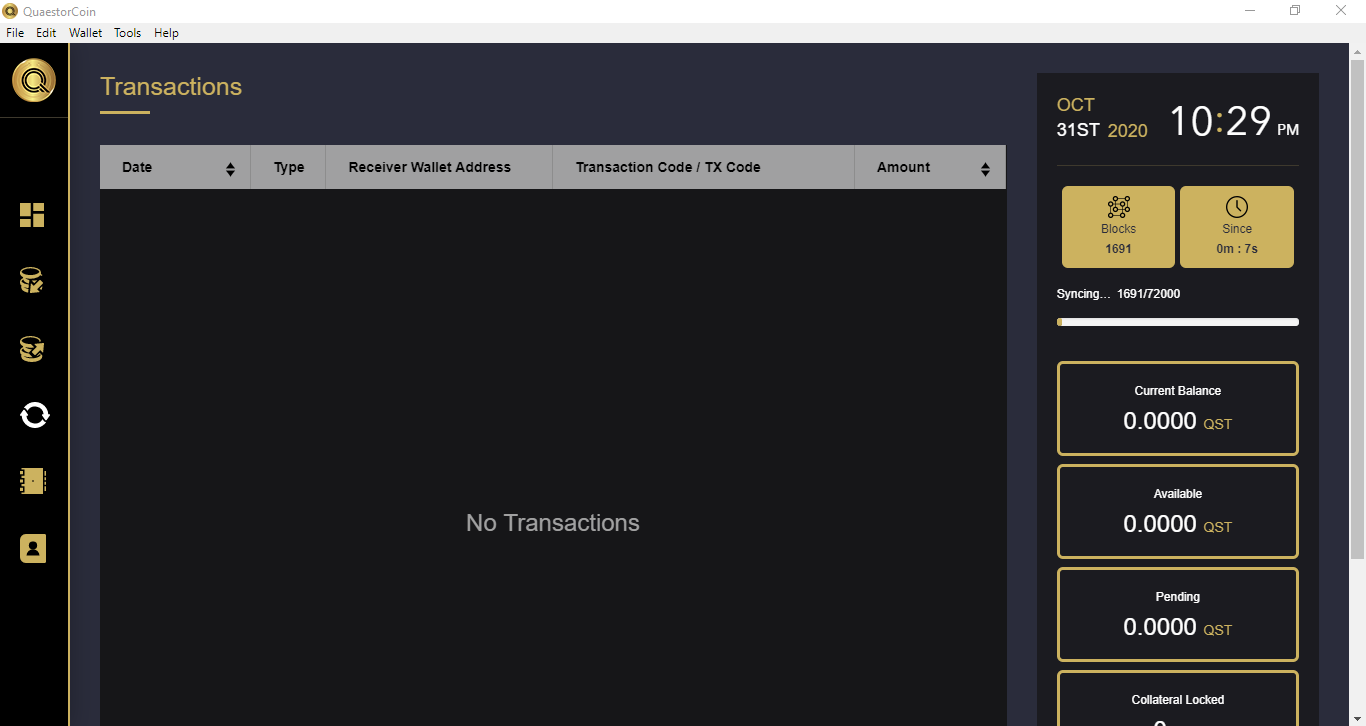 QuaestorCoin
File Edit Wallet Tools Help
Transactions
Date Type Receiver Wallet Address Transaction Code / TX Code Amount
No Transactions
OCT
31ST 2020
10:29 PM
Blocks
1691
Since
0m : 7s
Syncing... 1691/72000
Current Balance
0.0000 QST
Available
0.0000 QST
Pending
0.0000 QST
Collateral Locked